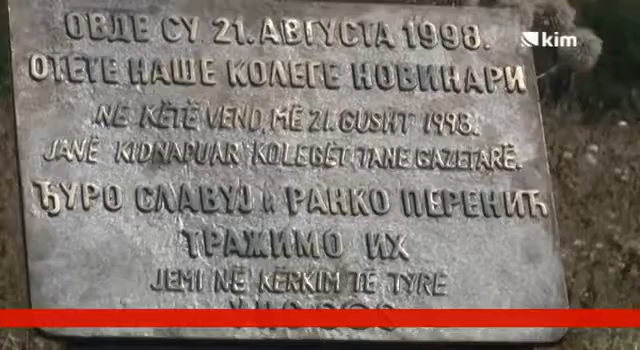 ОВДЕ СУ 21. АВГУСТА 1998.
kim
ОТЕТЕ НАШЕ КОЛЕГЕ НОВИНАРИ
NË KËTË VEND, MË 21. GUSHT 1998.
JANË KIDNAPUAR KOLEGËT TANË GAZETARË.
ЂУРО СЛАВУЈ и РАНКО ПЕРЕНИЋ
ТРАЖИМО ИХ
JEMI NË KËRKIM TË TYRE